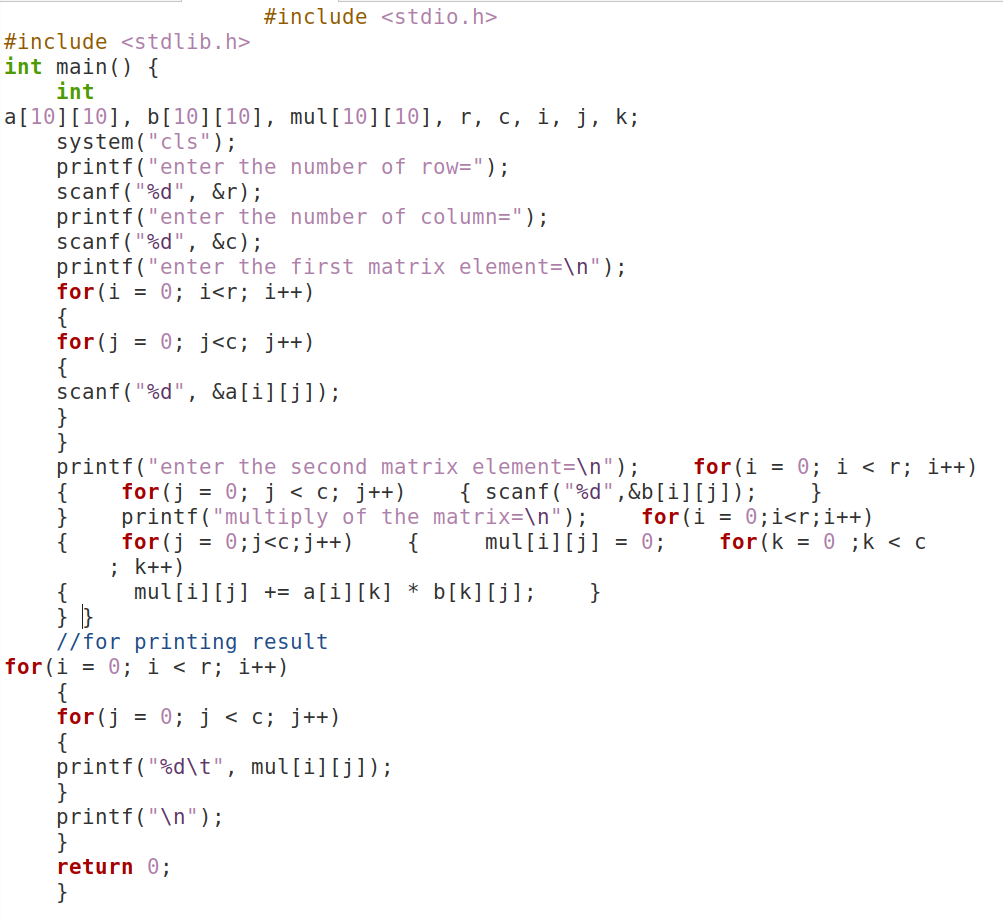 #include <stdio.h>
#include <stdlib.h>
int main() {
int
a[10][10], b[10][10], mul[10][10], r, c, i, j, k;
system("cls");
printf("enter the number of row=");
scanf("%d", &r);
printf("enter the number of column=");
scanf("%d", &c);
printf("enter the first matrix element=\n");
for(i = 0; i<r; i++)
{
for(j = 0; j<c; j++)
{
scanf("%d", &a[i][j]);
}
}
printf("enter the second matrix element=\n");    for(i = 0; i < r; i++)
{    for(j = 0; j < c; j++)    { scanf("%d",&b[i][j]);    }
}    printf("multiply of the matrix=\n");    for(i = 0;i<r;i++)
{    for(j = 0;j<c;j++)    {     mul[i][j] = 0;    for(k = 0 ;k < c
; k++)
{     mul[i][j] += a[i][k] * b[k][j];    }
} }
//for printing result
for(i = 0; i < r; i++)
{
for(j = 0; j < c; j++)
{
printf("%d\t", mul[i][j]);
}
printf("\n");
}
return 0;
}